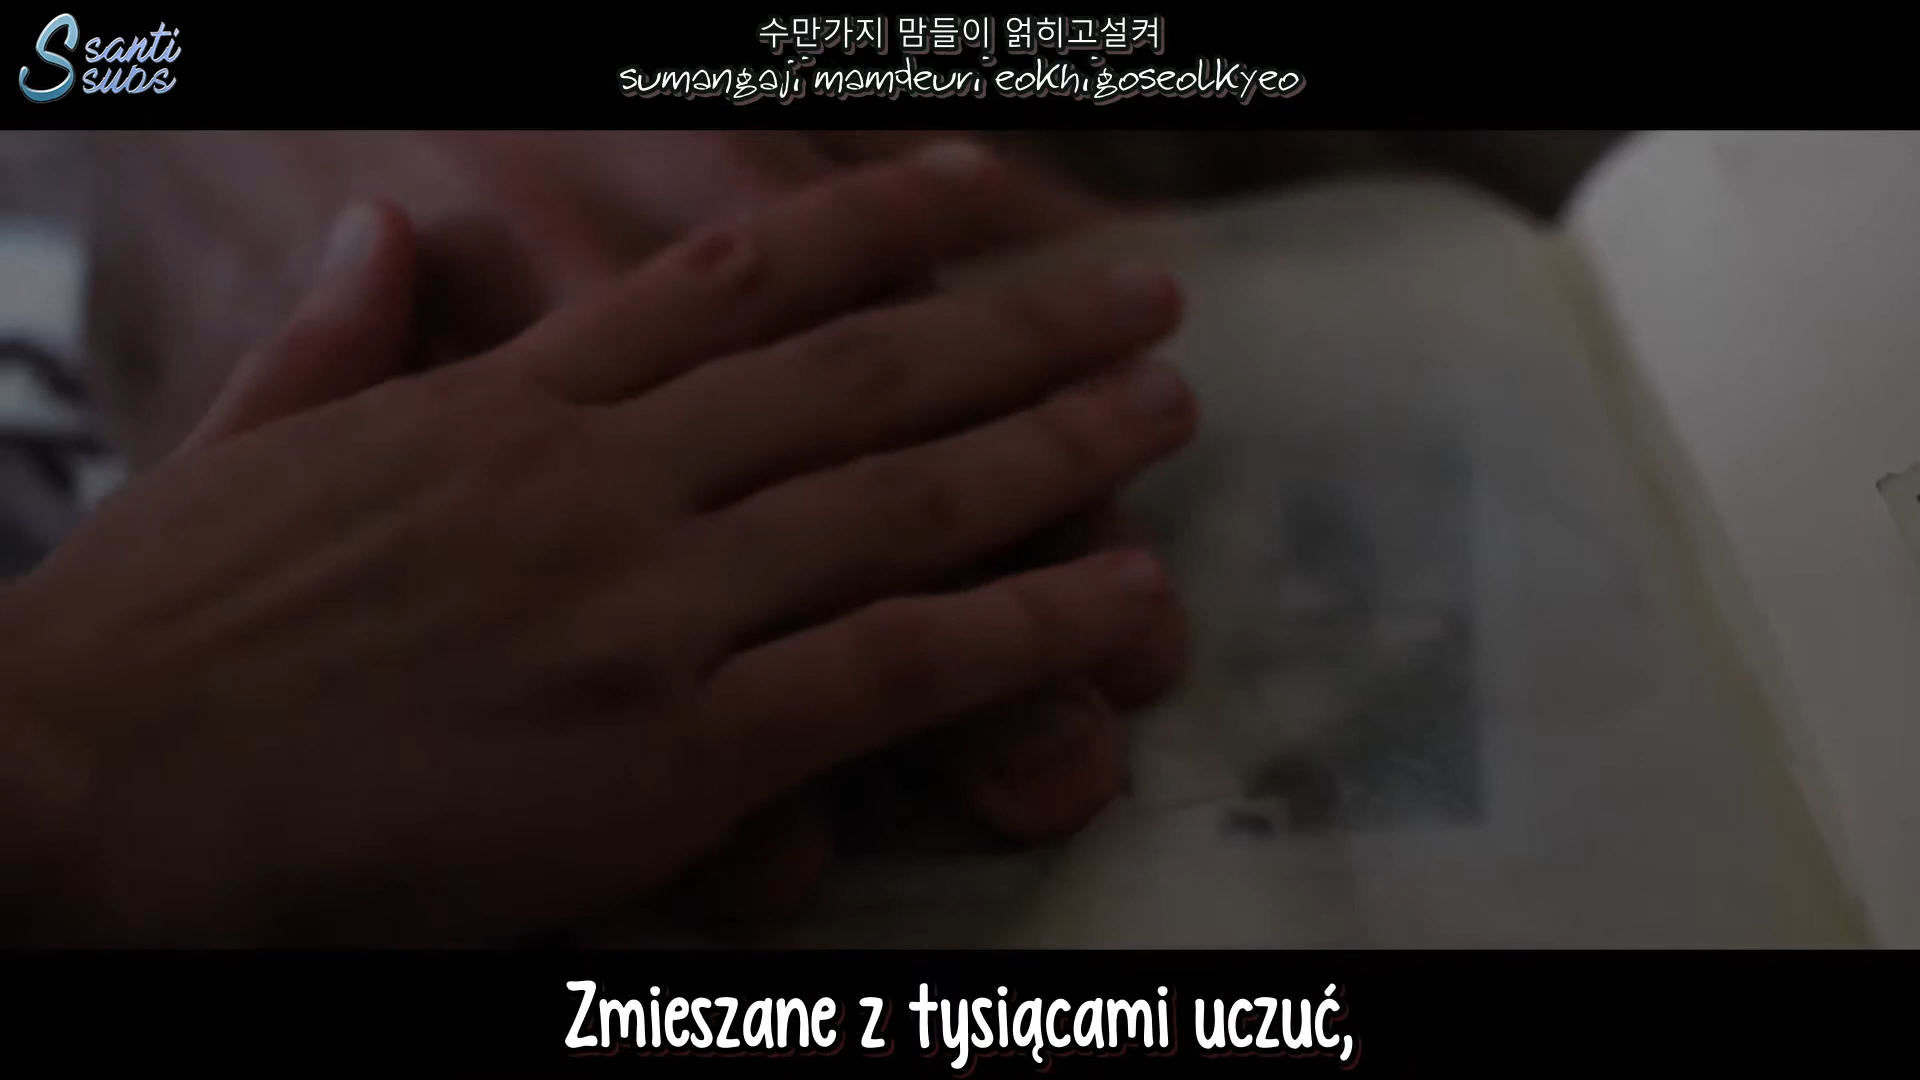 Ssanti
subs
수만가지 맘들이 얽히고설켜
sumangaji mamdeuri eokhigoseolkyeo
Zmieszane z tysiącami uczuć,